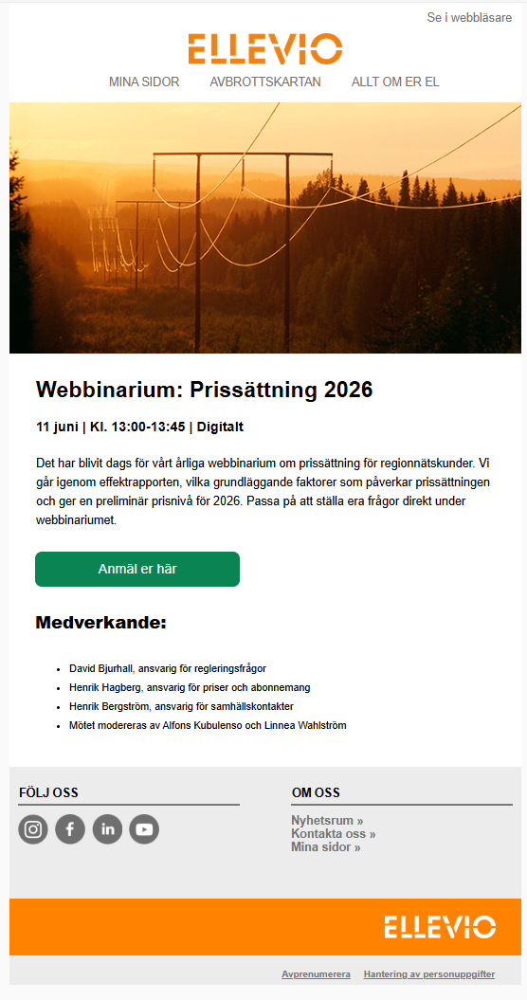 Se i webbläsare
ELLEVIO
MINA SIDOR AVBROTTSKARTAN ALLT OM ER EL
Webbinarium: Prissättning 2026
11 juni | Kl. 13:00-13:45 | Digitalt
Det har blivit dags för vårt årliga webbinarium om prissättning för regionnätskunder. Vi
går igenom effektrapporten, vilka grundläggande faktorer som påverkar prissättningen
och ger en preliminär prisnivå för 2026. Passa på att ställa era frågor direkt under
webbinariumet.
Anmäl er här
Medverkande:
• David Bjurhall, ansvarig för regleringsfrågor
• Henrik Hagberg, ansvarig för priser och abonnemang
• Henrik Bergström, ansvarig för samhällskontakter
• Mötet modereras av Alfons Kubulenso och Linnea Wahlström
FÖLJ OSS
OM OSS
Nyhetsrum »
Kontakta oss »
Mina sidor »
ELLEVIO
Avprenumerera Hantering av personuppgifter